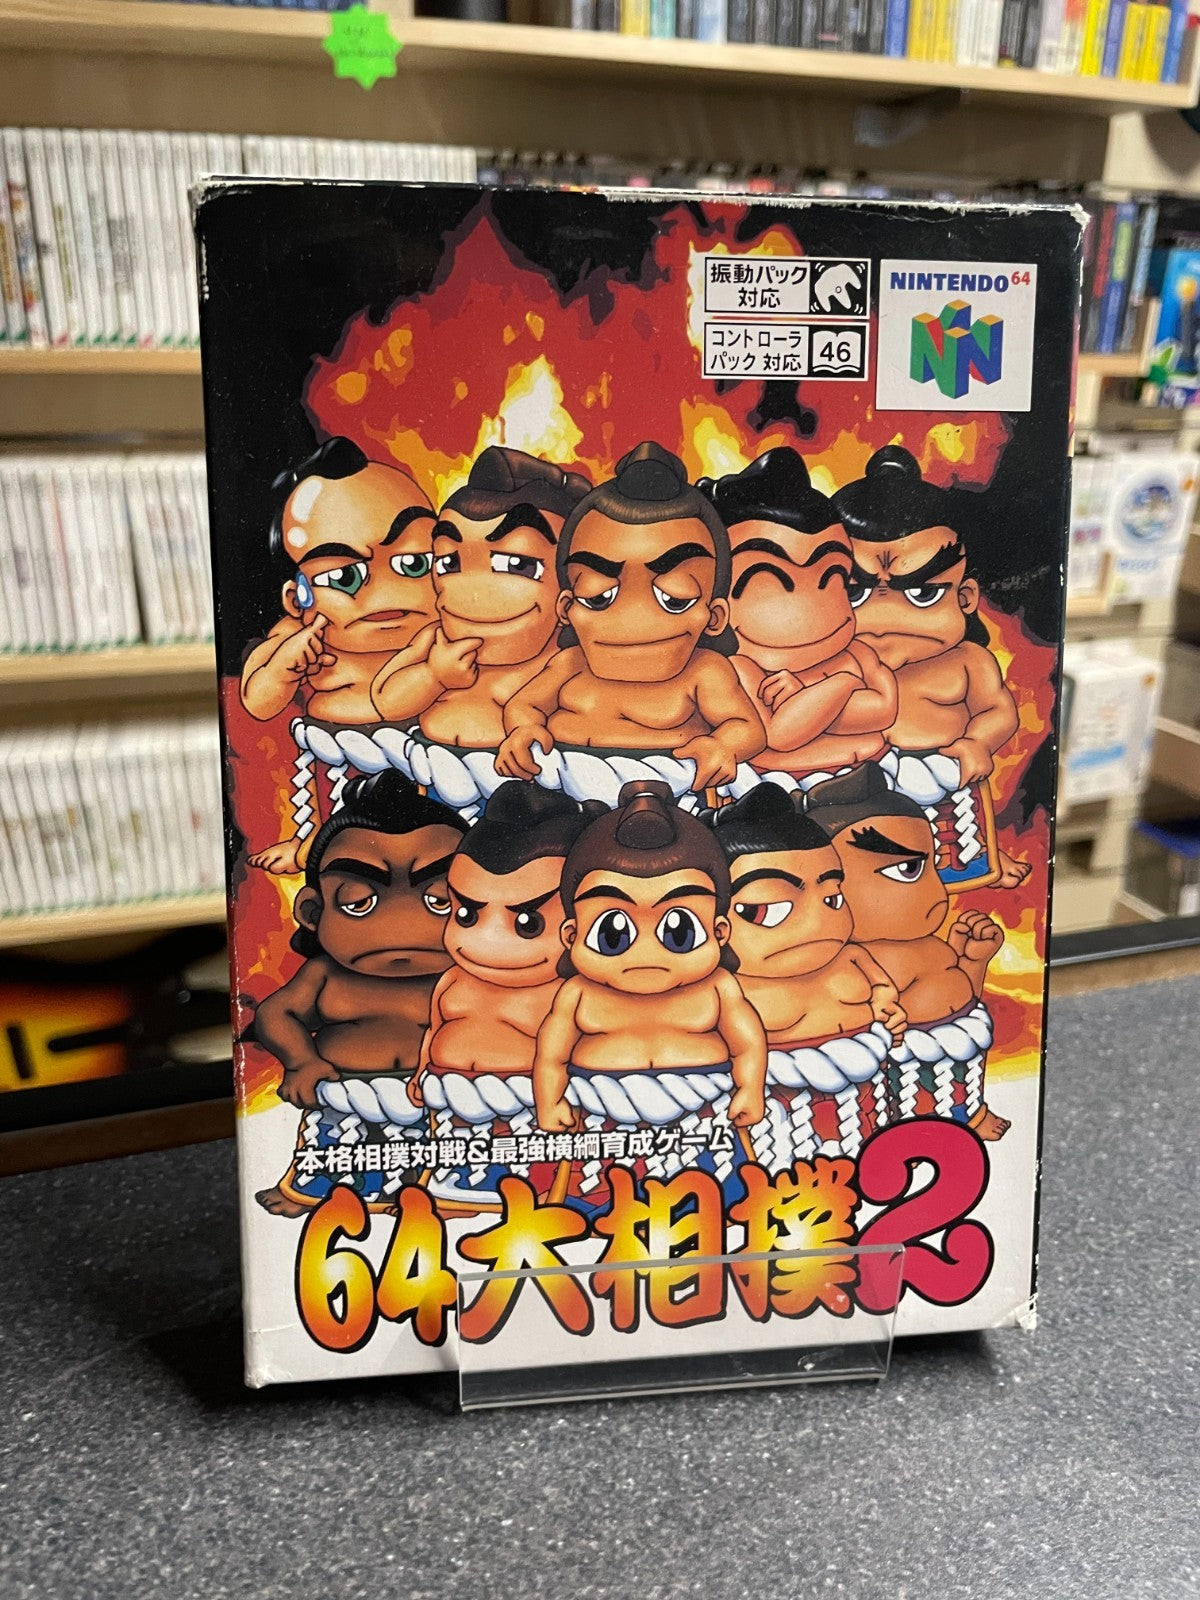 振動パック
対応
コントローラ
パック対応
46
NINTENDO64
本格相撲対戦&最強横綱育成ゲーム
64大相撲2